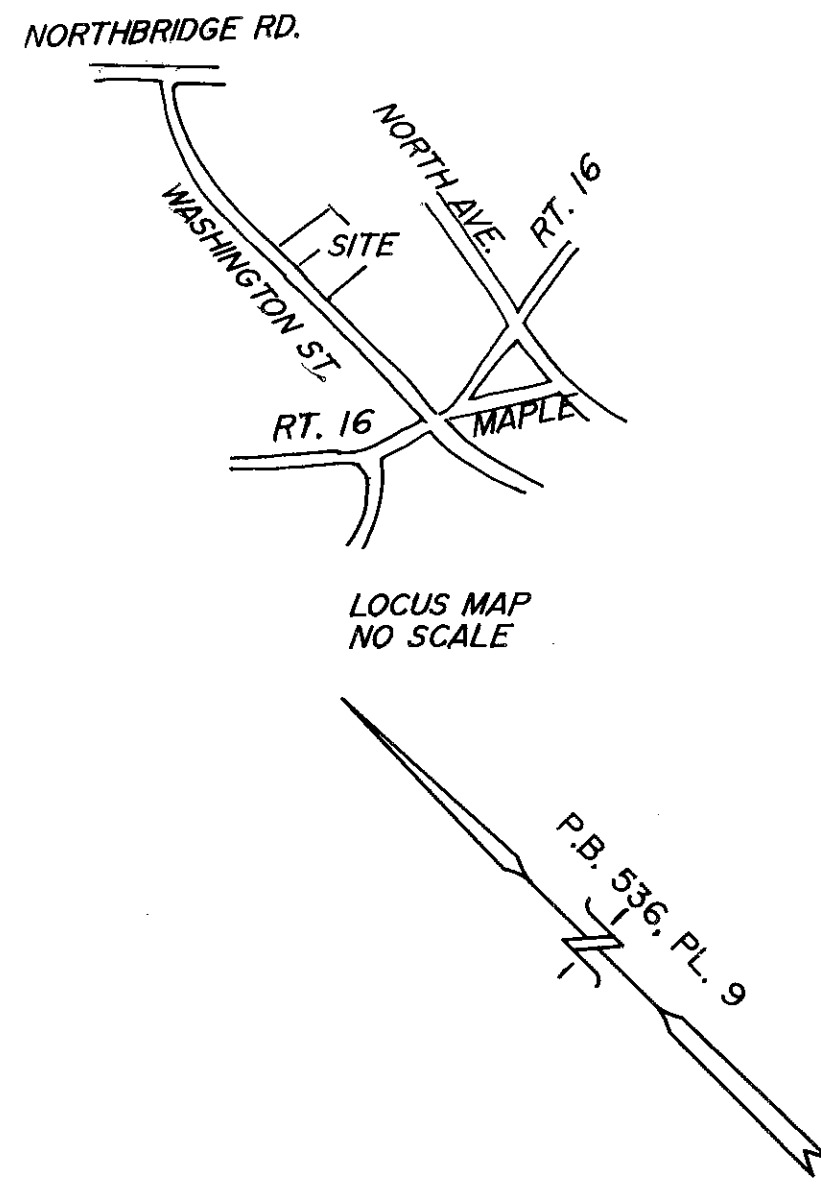 NORTHBRIDGE RD.
NORTH AVE.
RT. 16
WASHINGTON ST.
SITE
RT. 16
MAPLE
LOCUS MAP
NO SCALE
P.B. 536, PL. 9